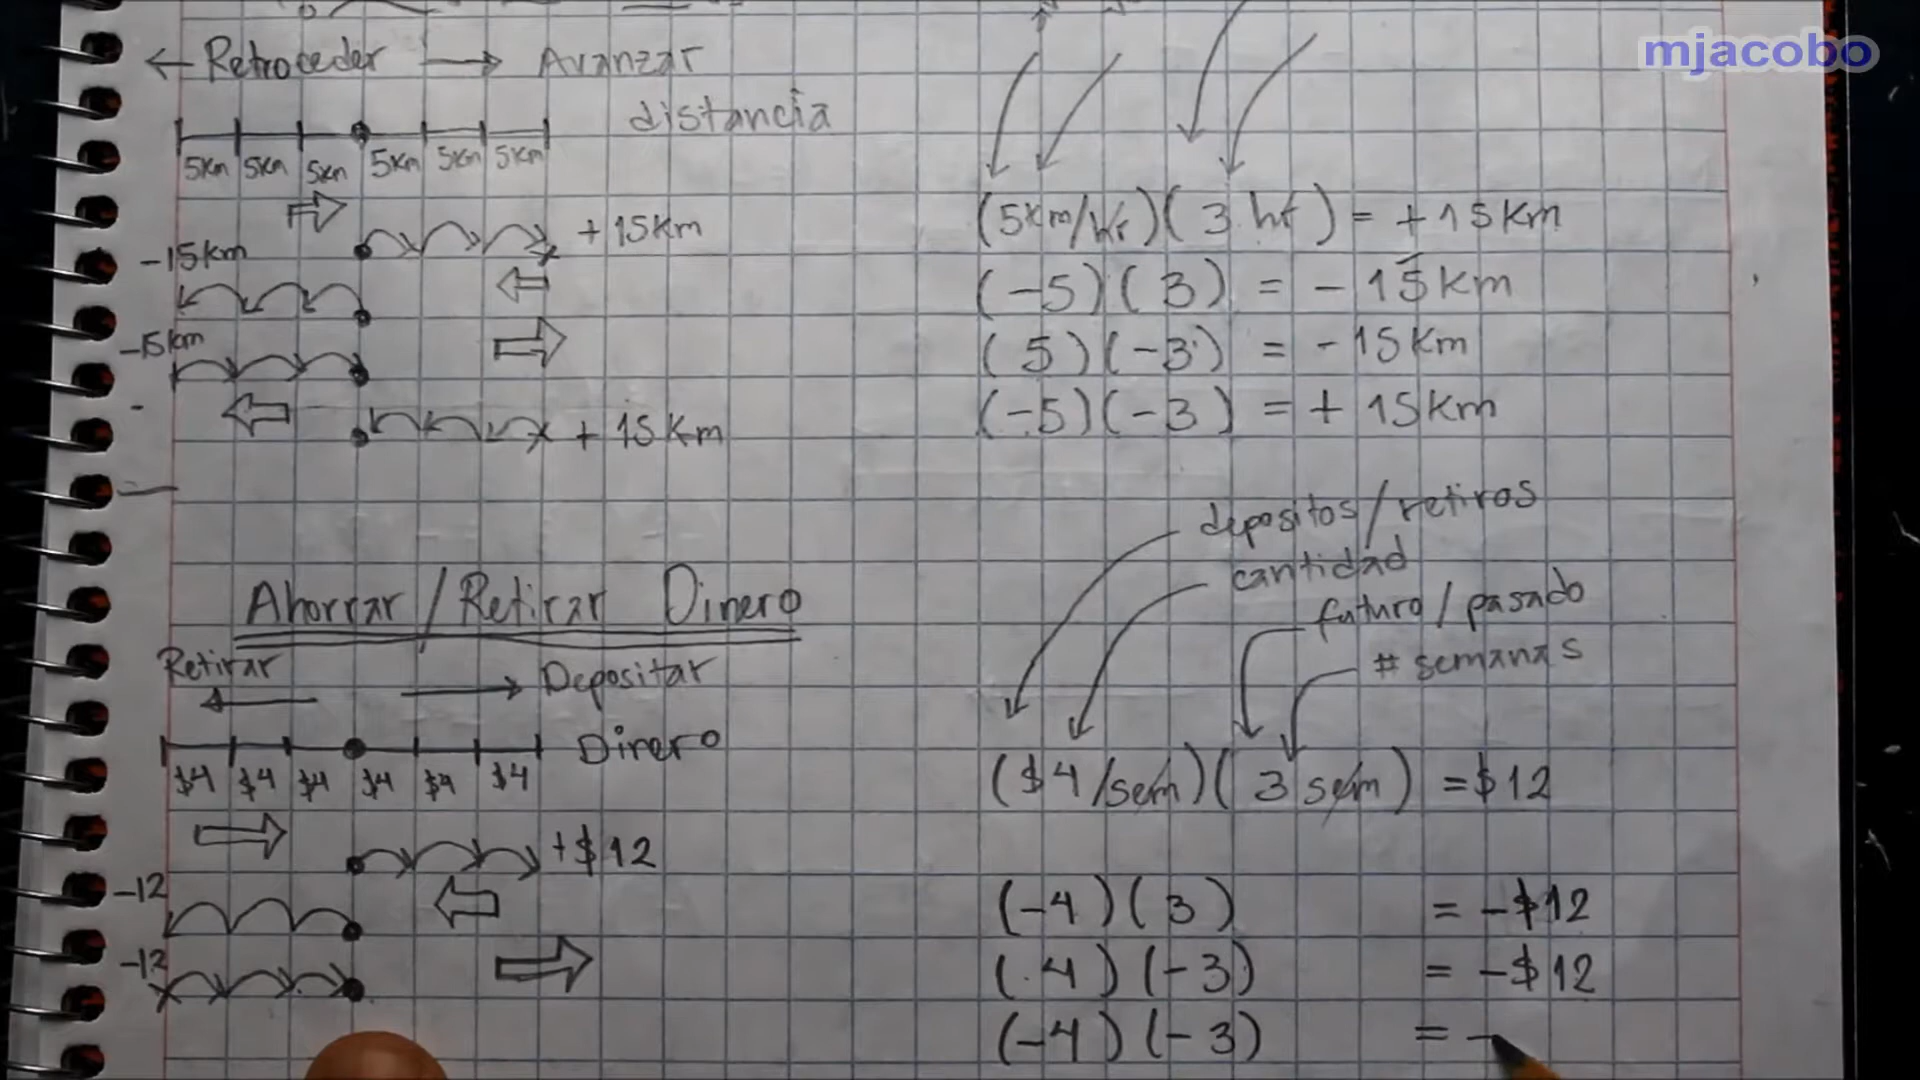 mjacobo
← Retroceder → Avanzar
distancia
5Km 5Km 5Km 5Km 5Km 5Km
+15Km
-15Km
-15Km
+15Km
(5Km/hr)(3 hr) = +15Km
(-5)(3) = -15Km
(5)(-3) = -15Km
(-5)(-3) = +15Km
depositos/retiros
cantidad
futuro/pasado
# semanas
Ahorrar/Retirar Dinero
Retirar
Depositar
Dinero
$4 $4 $4 $4 $4 $4
+$12
-12
-12
($4/sem)(3 sem) = $12
(-4)(3) = -$12
(4)(-3) = -$12
(-4)(-3) = -